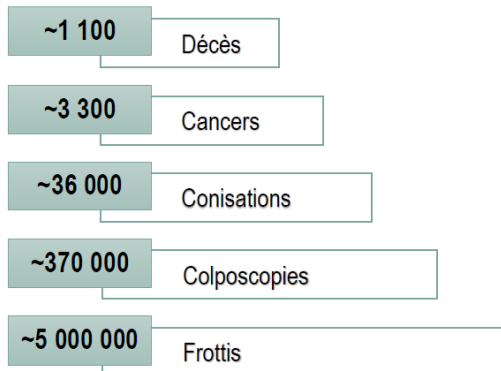 ~1 100
Décès
~3 300
Cancers
~36 000
Conisations
~370 000
Colposcopies
~5 000 000
Frottis